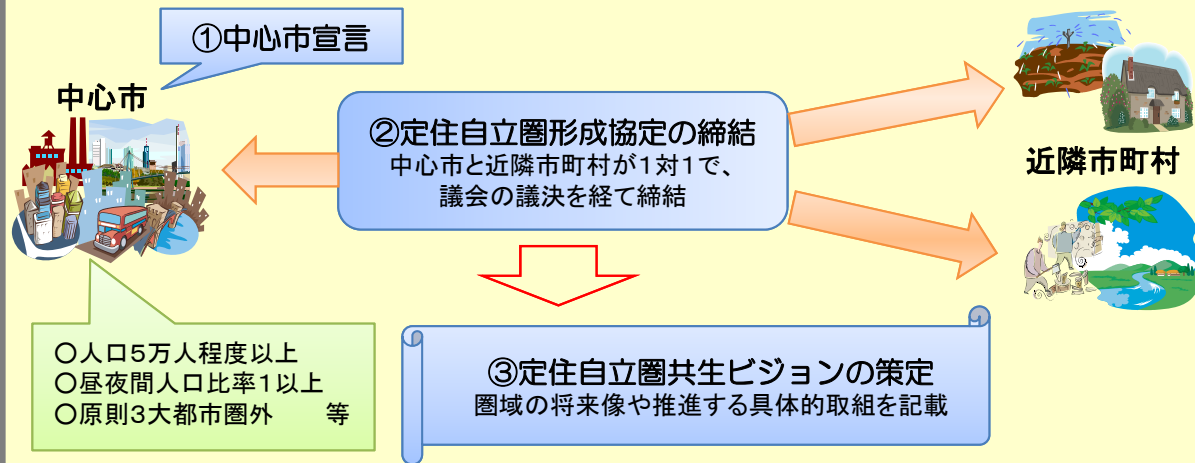 ①中心市宣言
中心市
②定住自立圏形成協定の締結
中心市と近隣市町村が1対1で、
議会の議決を経て締結
近隣市町村
○人口5万人程度以上
○昼夜間人口比率1以上
○原則3大都市圏外　　等
③定住自立圏共生ビジョンの策定
圏域の将来像や推進する具体的取組を記載